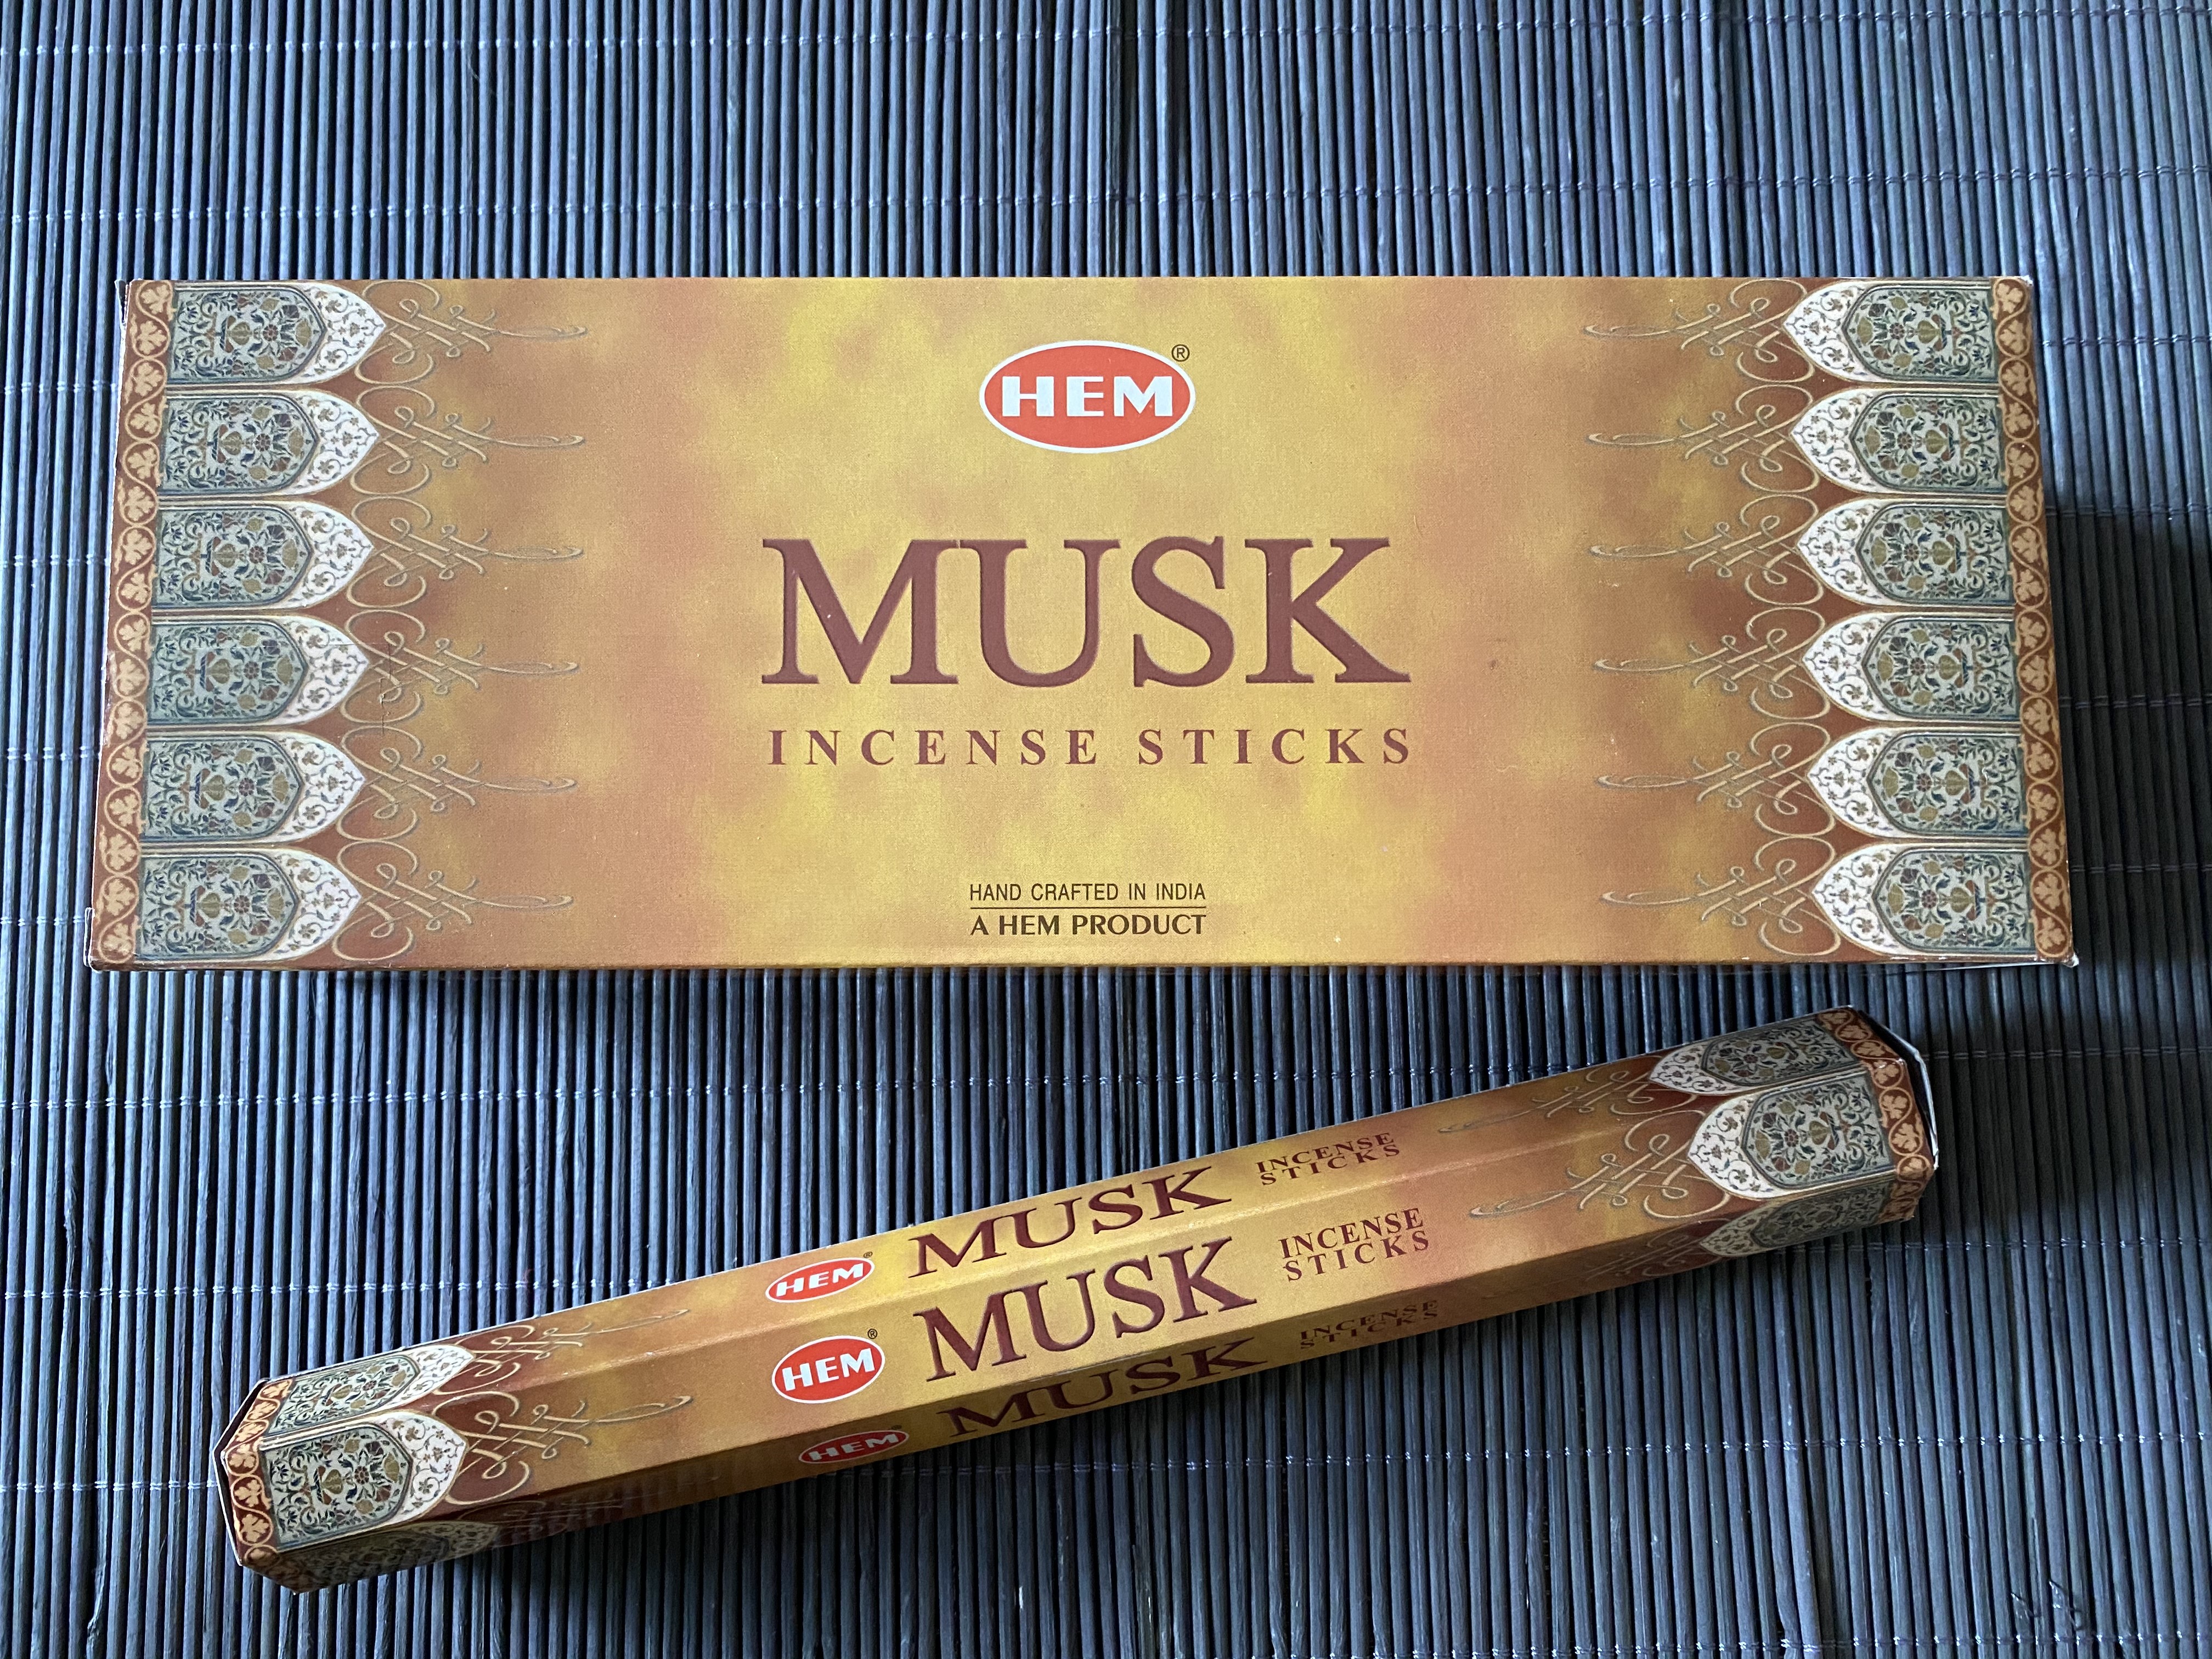 HEM®
MUSK
INCENSE STICKS
HAND CRAFTED IN INDIA
A HEM PRODUCT
HEM® MUSK INCENSE
STICKS
HEM® MUSK INCENSE
STICKS
HEM MUSK INCENSE
STICKS